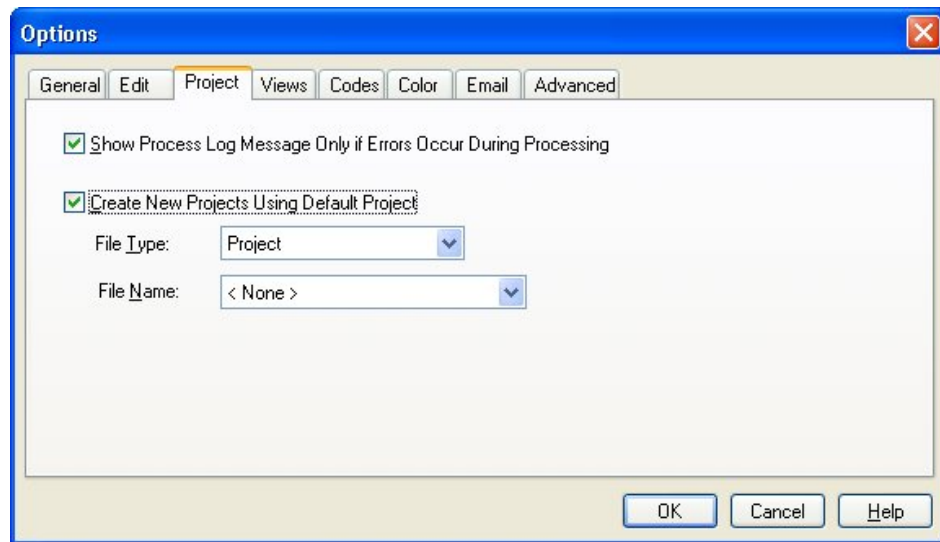 Options
General Edit Project Views Codes Color Email Advanced
Show Process Log Message Only if Errors Occur During Processing
Create New Projects Using Default Project
File Type: Project
File Name: < None >
OK Cancel Help